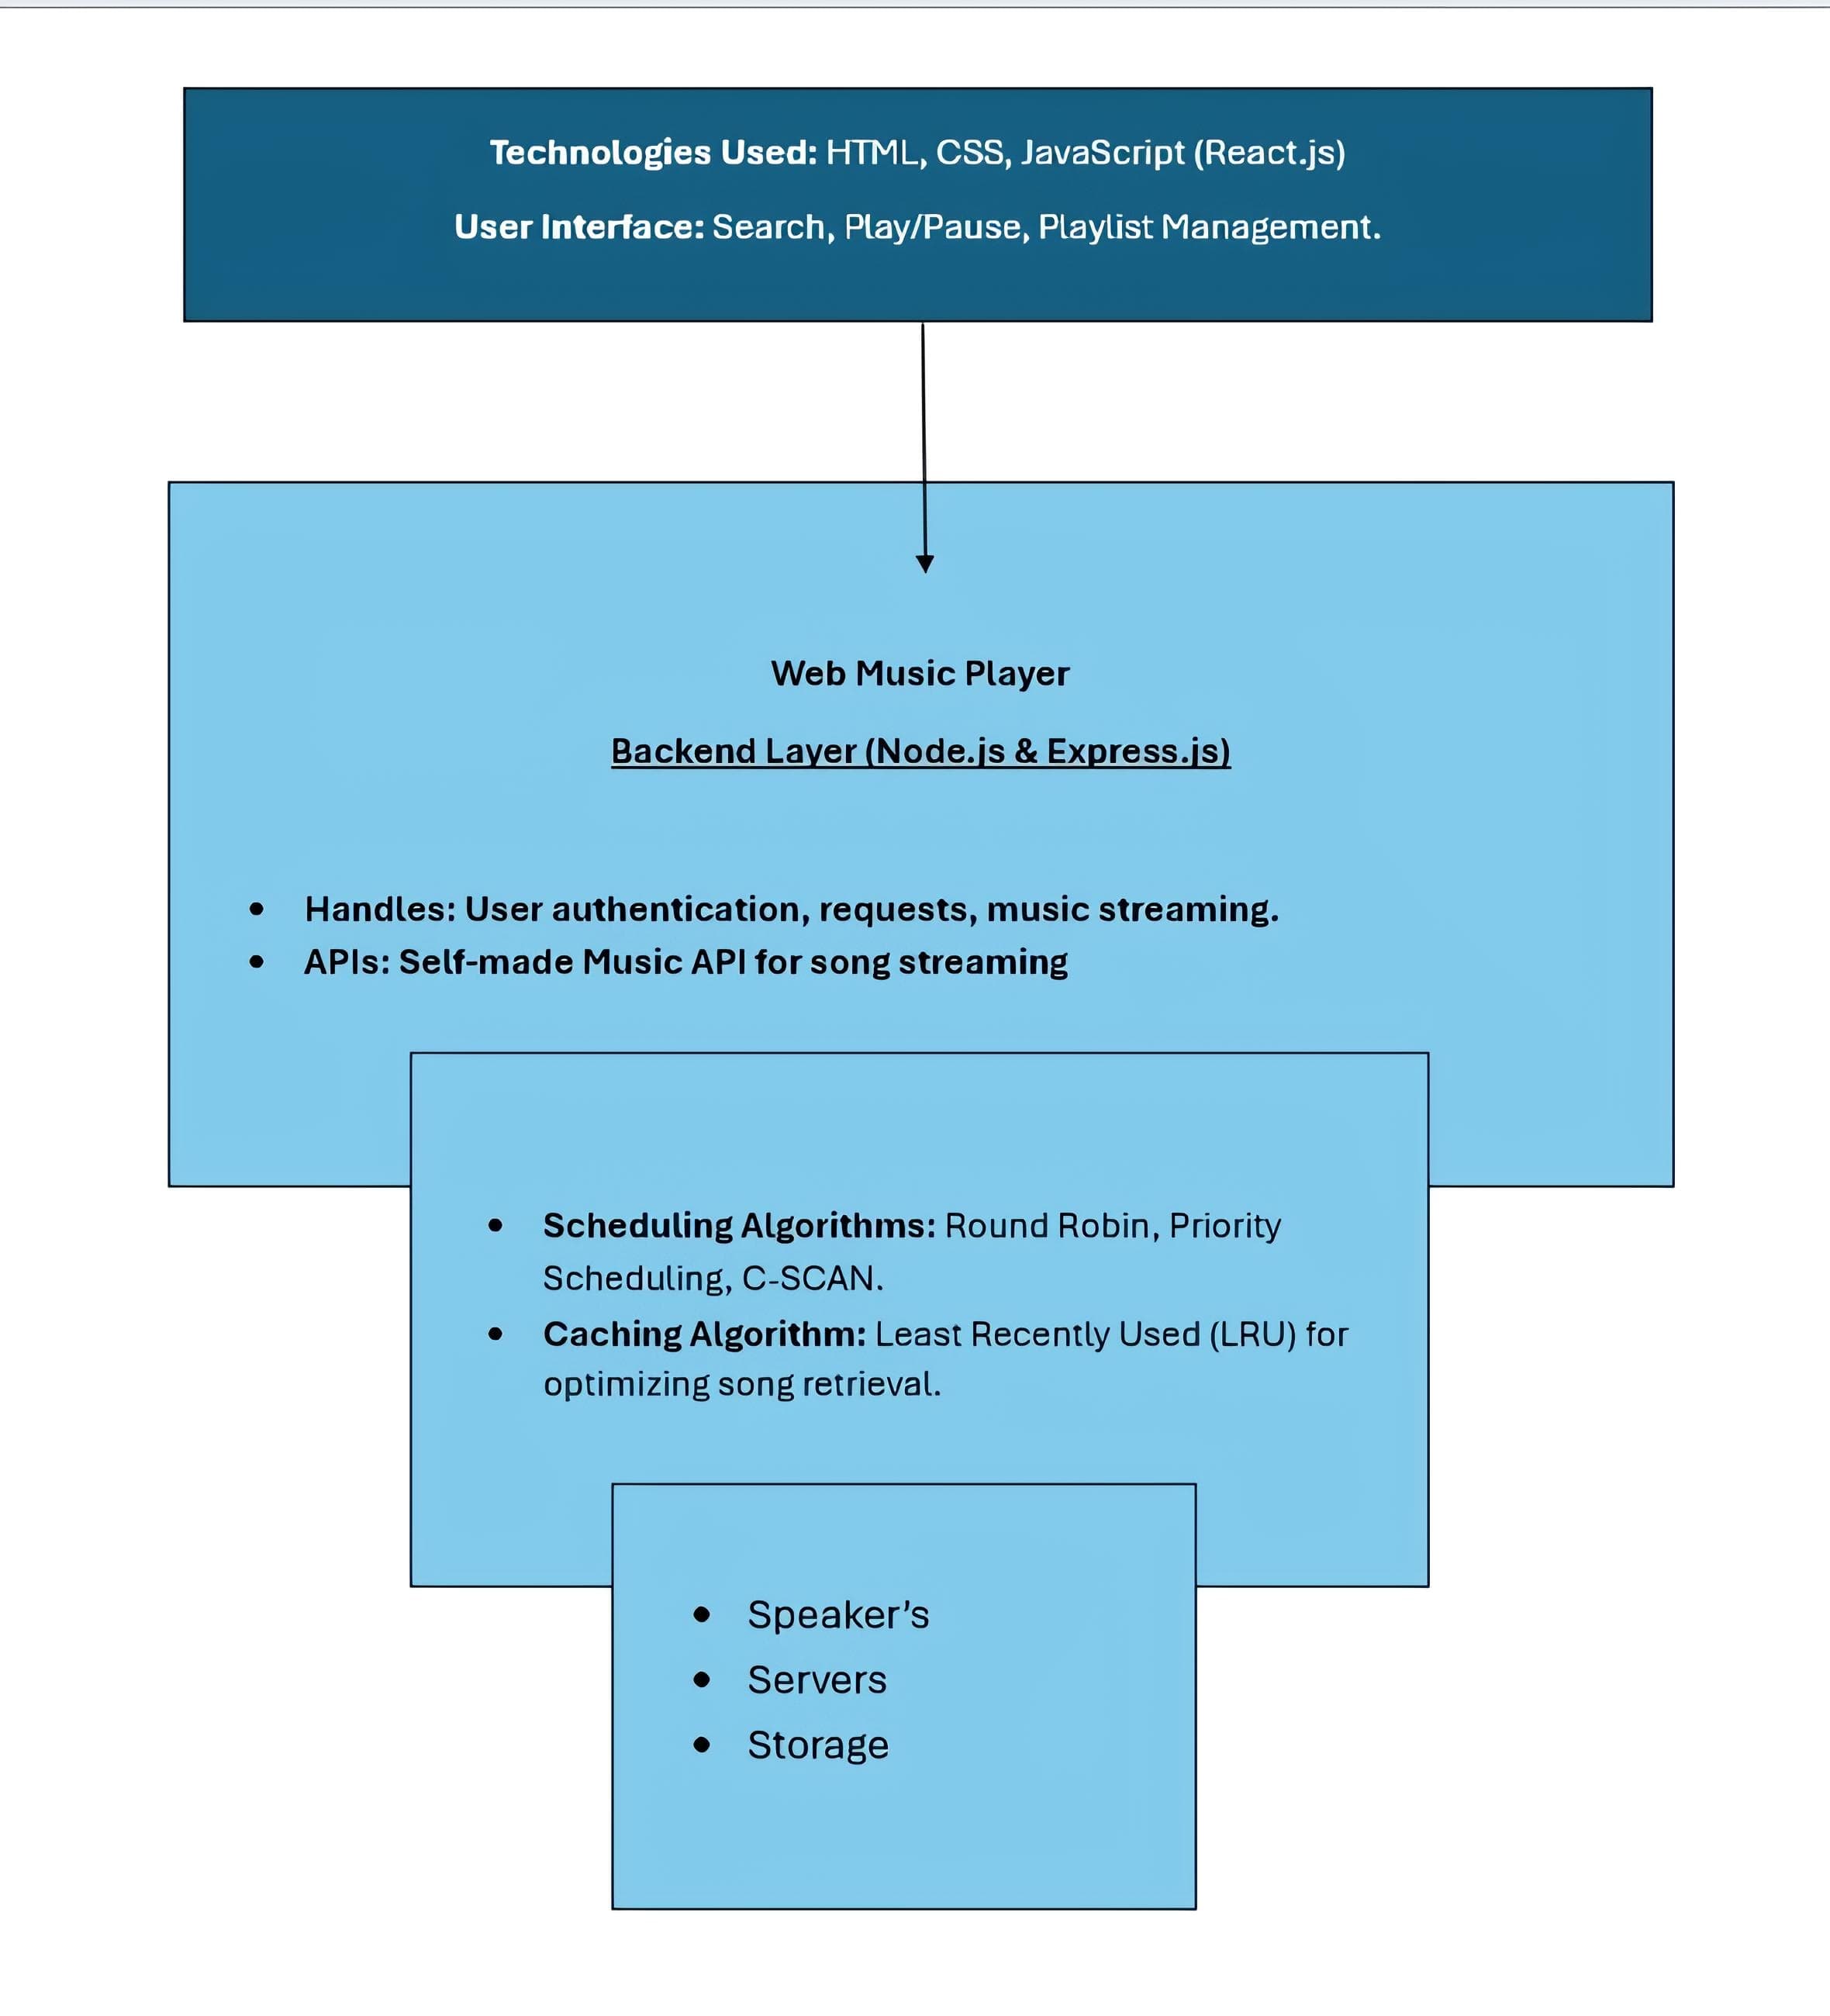 Technologies Used: HTML, CSS, JavaScript (React.js)
User Interface: Search, Play/Pause, Playlist Management.
Web Music Player
Backend Layer (Node.js & Express.js)
• Handles: User authentication, requests, music streaming.
• APIs: Self-made Music API for song streaming
• Scheduling Algorithms: Round Robin, Priority
Scheduling, C-SCAN.
• Caching Algorithm: Least Recently Used (LRU) for
optimizing song retrieval.
• Speaker’s
• Servers
• Storage